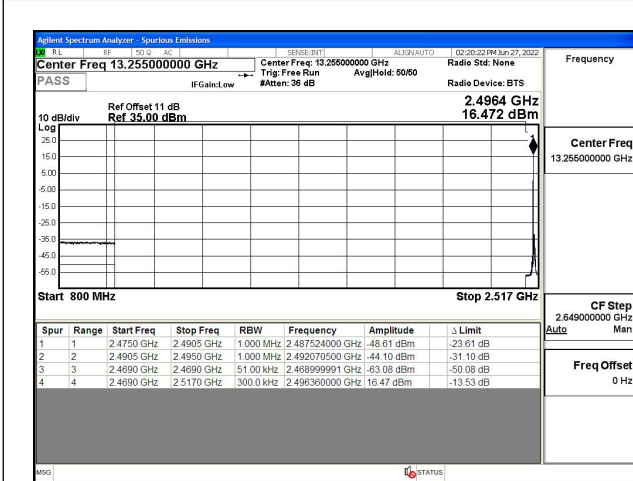 Agilent Spectrum Analyzer - Spurious Emissions
LXI RL RF 50 Ω AC SENSE:INT ALIGN AUTO 02:20:22 PM Jun 27, 2022
Center Freq 13.255000000 GHz
Center Freq: 13.255000000 GHz
Radio Std: None
Trig: Free Run Avg|Hold: 50/50
PASS
IFGain:Low
#Atten: 36 dB
Radio Device: BTS
Ref Offset 11 dB
2.4964 GHz
10 dB/div Ref 35.00 dBm 16.472 dBm
Log
25.0
15.0
5.00
-5.00
-15.0
-25.0
-35.0
-45.0
-55.0
Start 800 MHz Stop 2.517 GHz
Spur Range Start Freq Stop Freq RBW Frequency Amplitude Δ Limit
1 1 2.4750 GHz 2.4905 GHz 1.000 MHz 2.487524000 GHz -48.61 dBm -23.61 dB
2 2 2.4905 GHz 2.4950 GHz 1.000 MHz 2.492070500 GHz -44.10 dBm -31.10 dB
3 3 2.4690 GHz 2.4690 GHz 51.00 kHz 2.468999991 GHz -63.08 dBm -50.08 dB
4 4 2.4690 GHz 2.5170 GHz 300.0 kHz 2.496360000 GHz 16.47 dBm -13.53 dB
MSG STATUS
Frequency
Center Freq
13.255000000 GHz
CF Step
2.649000000 GHz
Auto Man
Freq Offset
0 Hz